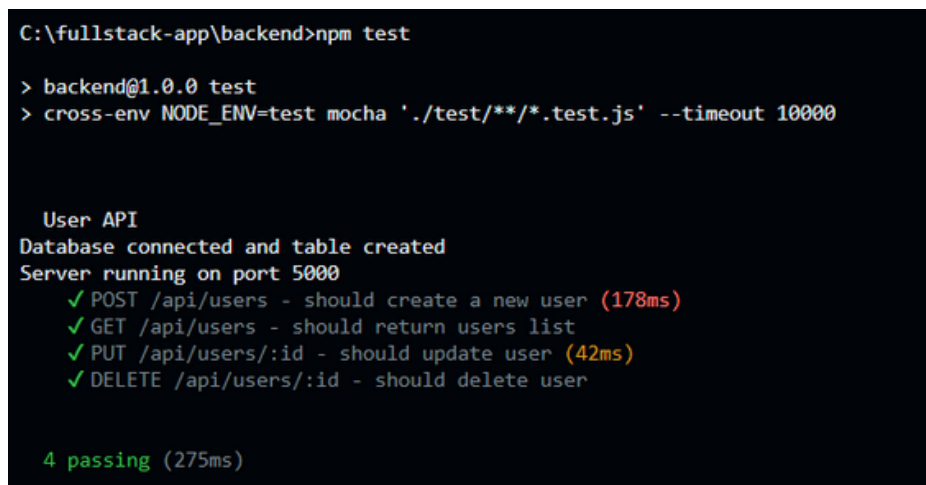 C:\fullstack-app\backend>npm test
> backend@1.0.0 test
> cross-env NODE_ENV=test mocha './test/**/*.test.js' --timeout 10000
User API
Database connected and table created
Server running on port 5000
✓ POST /api/users - should create a new user (178ms)
✓ GET /api/users - should return users list
✓ PUT /api/users/:id - should update user (42ms)
✓ DELETE /api/users/:id - should delete user
4 passing (275ms)